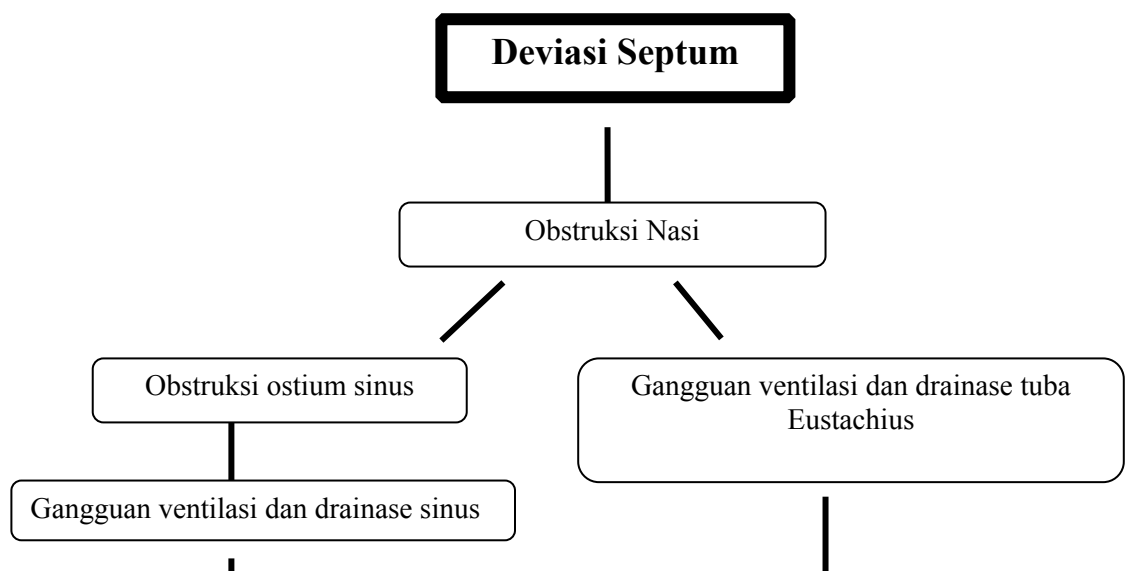 Deviasi Septum
Obstruksi Nasi
Obstruksi ostium sinus
Gangguan ventilasi dan drainase tuba
Eustachius
Gangguan ventilasi dan drainase sinus